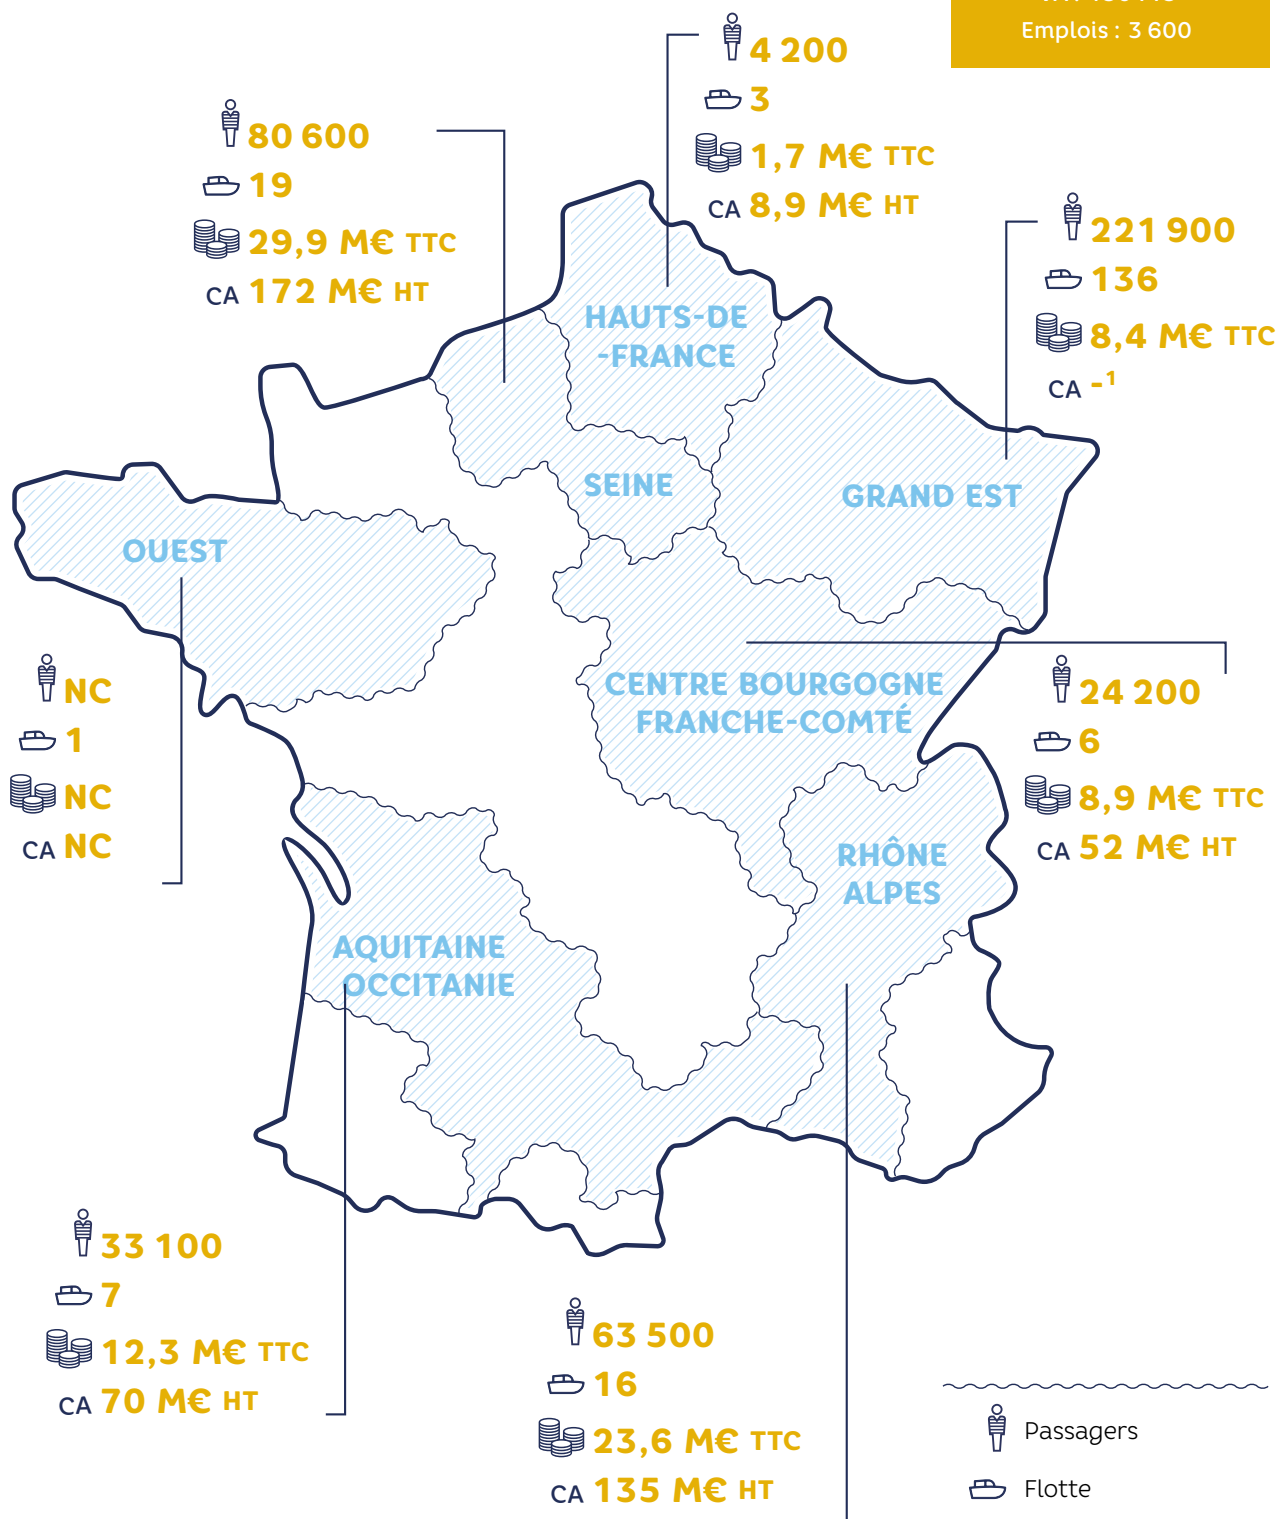 Emplois : 3 600
4 200
3
1,7 M€ TTC
CA 8,9 M€ HT
80 600
19
29,9 M€ TTC
CA 172 M€ HT
221 900
136
8,4 M€ TTC
CA -¹
HAUTS-DE
-FRANCE
SEINE
GRAND EST
OUEST
NC
1
NC
CA NC
CENTRE BOURGOGNE
FRANCHE-COMTÉ
24 200
6
8,9 M€ TTC
CA 52 M€ HT
RHÔNE
ALPES
AQUITAINE
OCCITANIE
33 100
7
12,3 M€ TTC
CA 70 M€ HT
63 500
16
23,6 M€ TTC
CA 135 M€ HT
Passagers
Flotte